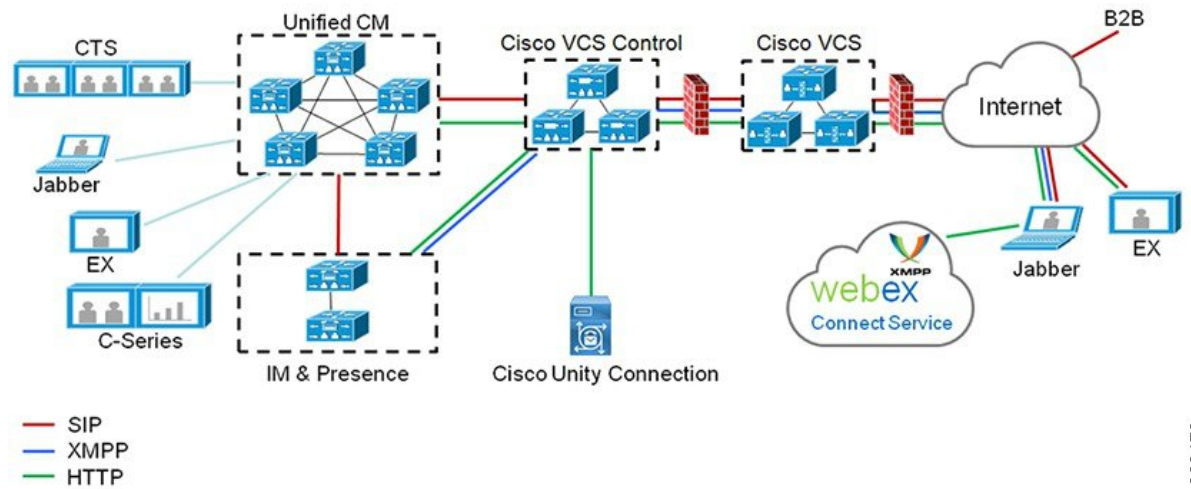 Unified CM
CTS
Cisco VCS Control
Cisco VCS
B2B
Internet
Jabber
EX
C-Series
IM & Presence
Cisco Unity Connection
XMPP
webex
Connect Service
Jabber
EX
SIP
XMPP
HTTP